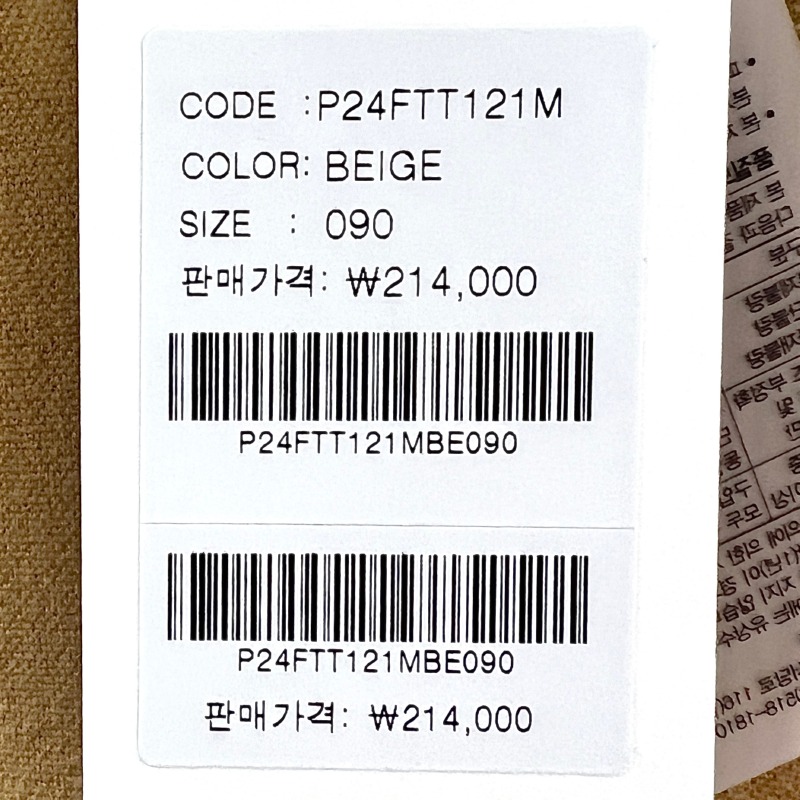 CODE :P24FTT121M
COLOR: BEIGE
SIZE : 090
판매가격: ₩214,000
P24FTT121MBE090
P24FTT121MBE090
판매가격: ₩214,000